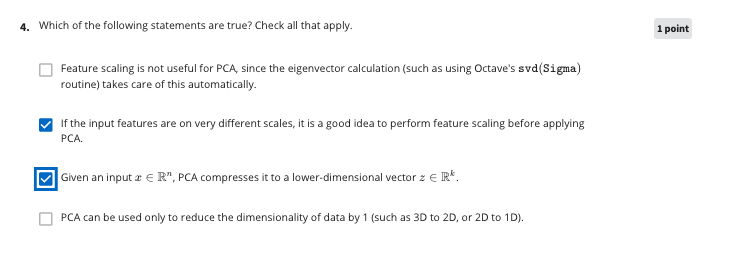 4. Which of the following statements are true? Check all that apply.
1 point
Feature scaling is not useful for PCA, since the eigenvector calculation (such as using Octave's svd(Sigma)
routine) takes care of this automatically.
If the input features are on very different scales, it is a good idea to perform feature scaling before applying
PCA.
Given an input x ∈ ℝⁿ, PCA compresses it to a lower-dimensional vector z ∈ ℝᵏ.
PCA can be used only to reduce the dimensionality of data by 1 (such as 3D to 2D, or 2D to 1D).